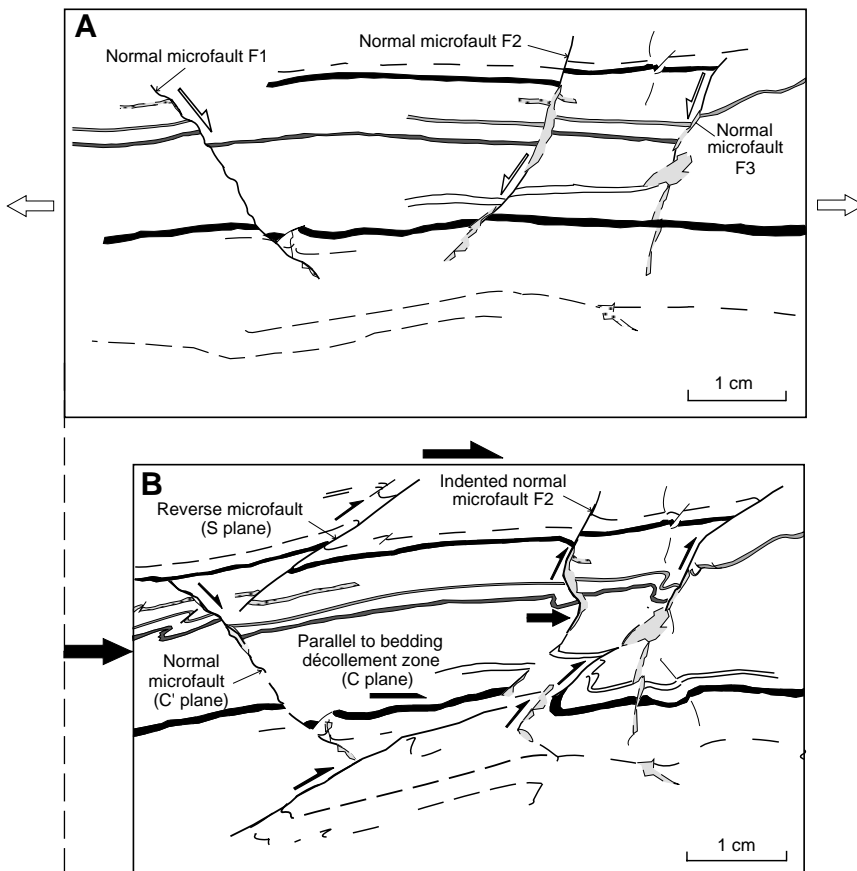 A
Normal microfault F1
Normal microfault F2
Normal
microfault
F3
1 cm
B
Reverse microfault
(S plane)
Indented normal
microfault F2
Normal
microfault
(C' plane)
Parallel to bedding
décollement zone
(C plane)
1 cm